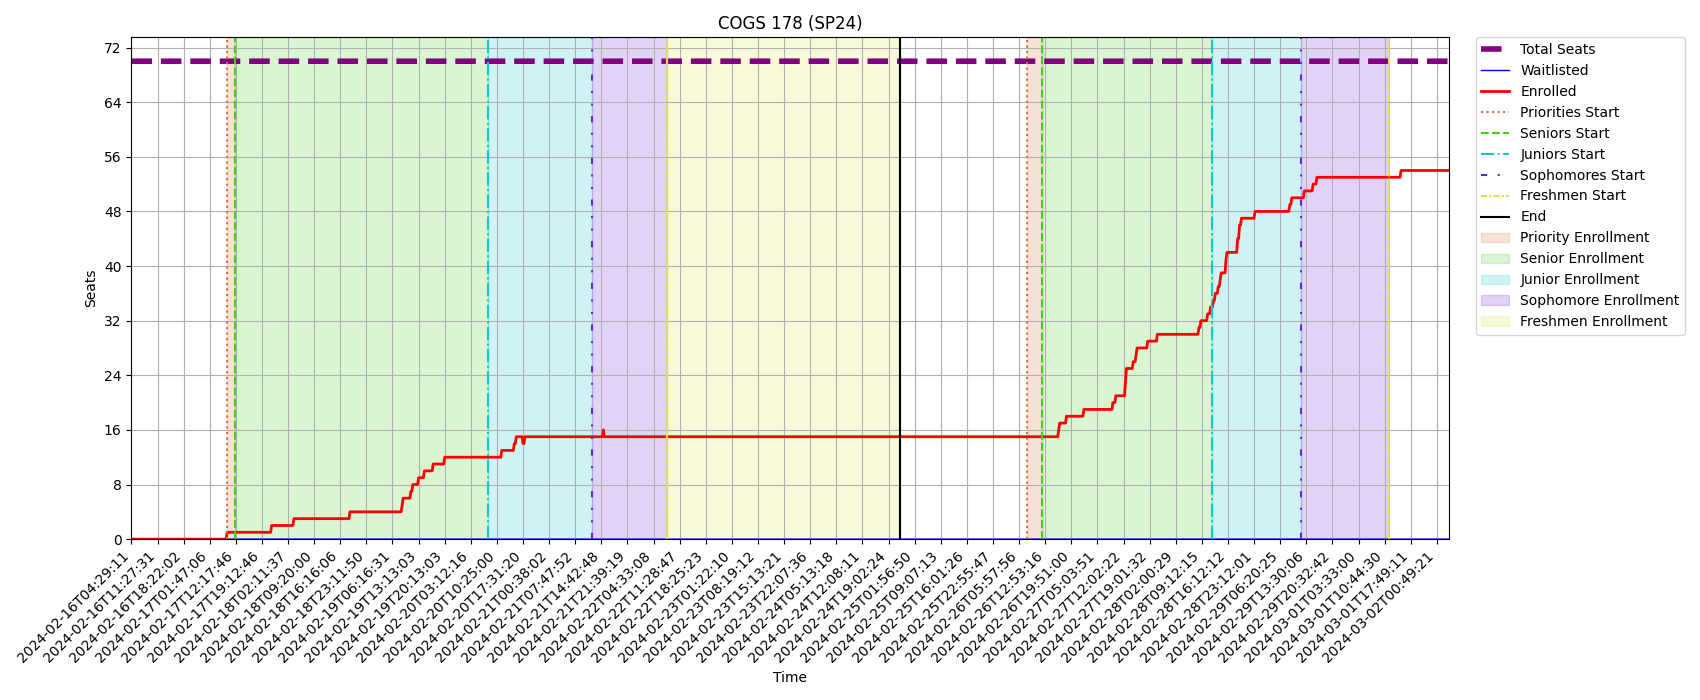 COGS 178 (SP24)
72
64
56
48
40
32
24
16
8
0
Seats
2024-02-16T04:29:11
2024-02-16T11:27:31
2024-02-16T18:22:02
2024-02-17T01:47:06
2024-02-17T12:17:46
2024-02-17T19:12:46
2024-02-18T02:11:37
2024-02-18T09:20:00
2024-02-18T16:16:06
2024-02-18T23:11:50
2024-02-19T06:16:31
2024-02-19T13:13:03
2024-02-19T20:13:03
2024-02-20T03:12:16
2024-02-20T10:25:00
2024-02-20T17:31:20
2024-02-21T00:38:02
2024-02-21T07:47:52
2024-02-21T14:42:48
2024-02-21T21:39:19
2024-02-22T04:33:08
2024-02-22T11:28:47
2024-02-22T18:25:23
2024-02-23T01:22:10
2024-02-23T08:19:12
2024-02-23T15:13:21
2024-02-23T22:07:36
2024-02-24T05:13:18
2024-02-24T12:08:11
2024-02-24T19:02:24
2024-02-25T01:56:50
2024-02-25T09:07:13
2024-02-25T16:01:26
2024-02-25T22:55:47
2024-02-26T05:57:56
2024-02-26T12:53:16
2024-02-26T19:51:00
2024-02-27T05:03:51
2024-02-27T12:02:22
2024-02-27T19:01:32
2024-02-28T02:00:29
2024-02-28T09:12:15
2024-02-28T16:12:12
2024-02-28T23:12:01
2024-02-29T06:20:25
2024-02-29T13:30:06
2024-02-29T20:32:42
2024-03-01T03:33:00
2024-03-01T10:44:30
2024-03-01T17:49:11
2024-03-02T00:49:21
Time
Total Seats
Waitlisted
Enrolled
Priorities Start
Seniors Start
Juniors Start
Sophomores Start
Freshmen Start
End
Priority Enrollment
Senior Enrollment
Junior Enrollment
Sophomore Enrollment
Freshmen Enrollment